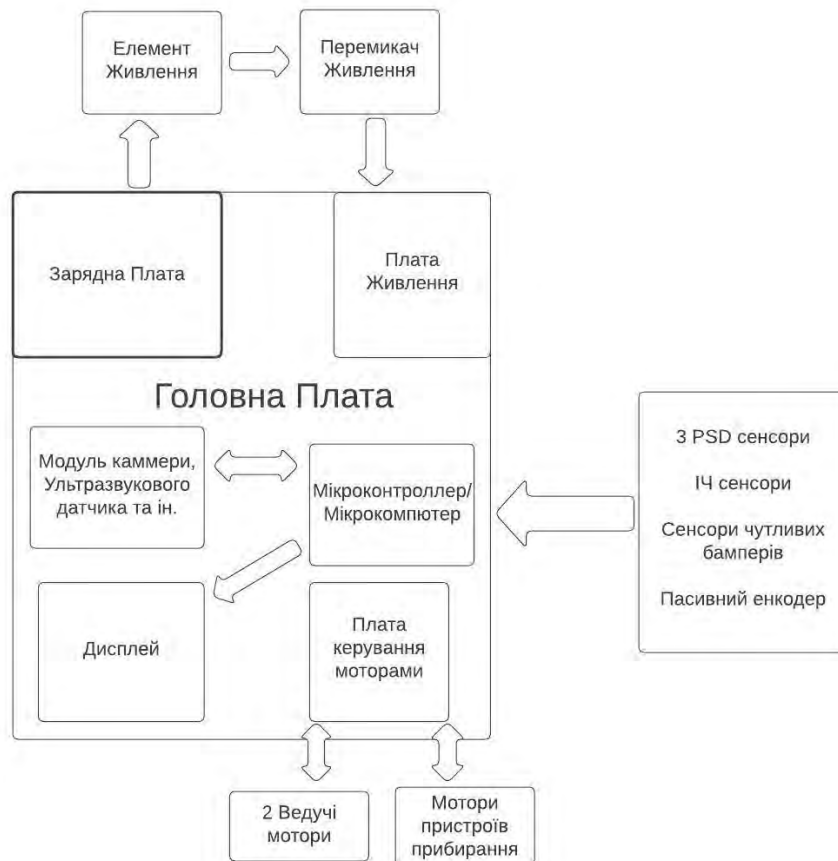 Елемент
Живлення
Перемикач
Живлення
Зарядна Плата
Плата
Живлення
Головна Плата
Модуль каммери,
Ультразвукового
датчика та ін.
Мікроконтроллер/
Мікрокомпютер
3 PSD сенсори
ІЧ сенсори
Сенсори чутливих
бамперів
Пасивний енкодер
Дисплей
Плата
керування
моторами
2 Ведучі
мотори
Мотори
пристроїв
прибирання